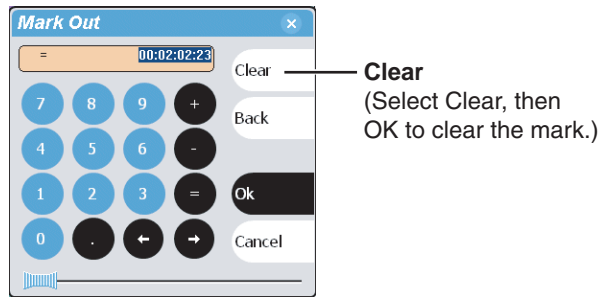 Mark Out ×
= 00:02:02:23
Clear
7 8 9 +
Back
4 5 6 -
1 2 3 = Ok
0 . ← → Cancel
Clear
(Select Clear, then
OK to clear the mark.)